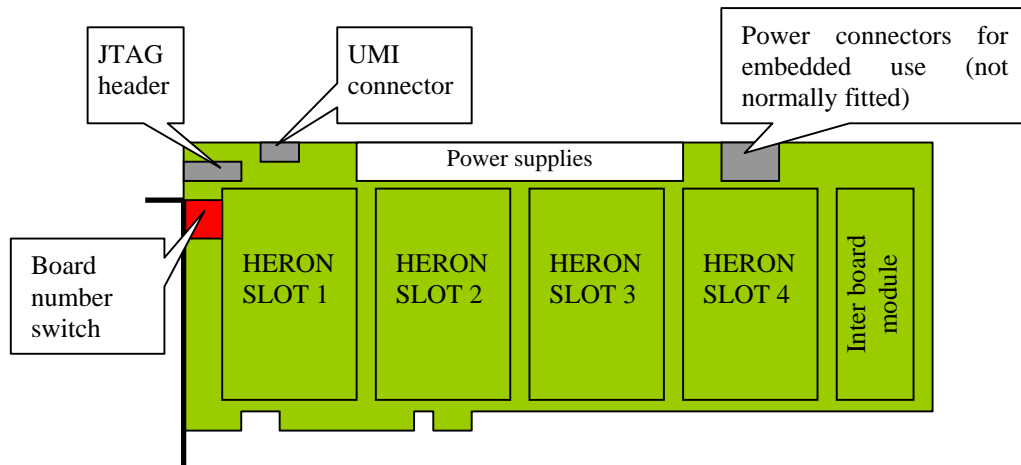 JTAG
header
UMI
connector
Power connectors for
embedded use (not
normally fitted)
Power supplies
Board
number
switch
HERON
SLOT 1
HERON
SLOT 2
HERON
SLOT 3
HERON
SLOT 4
Inter board
module